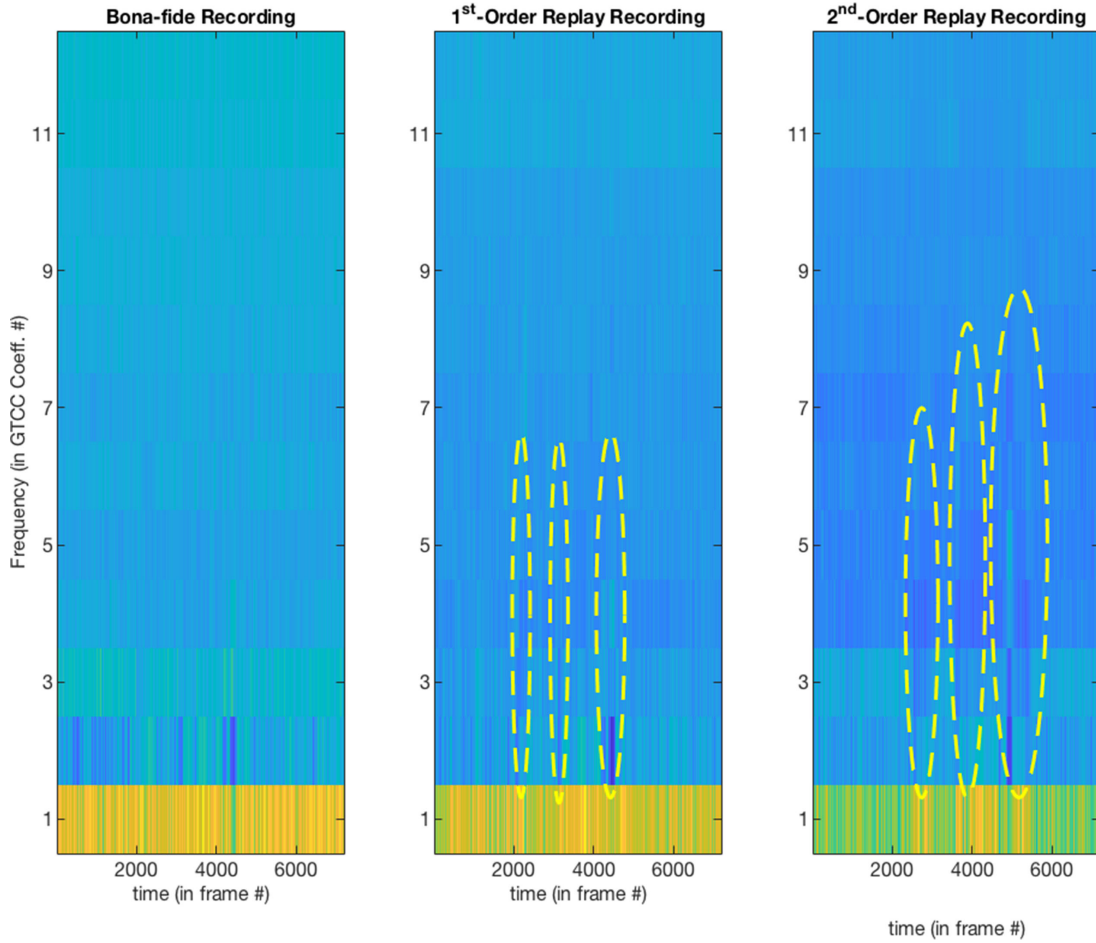 Bona-fide Recording
1st-Order Replay Recording
2nd-Order Replay Recording
Frequency (in GTCC Coeff. #)
11
9
7
5
3
1
2000 4000 6000
time (in frame #)
11
9
7
5
3
1
2000 4000 6000
time (in frame #)
11
9
7
5
3
1
2000 4000 6000
time (in frame #)